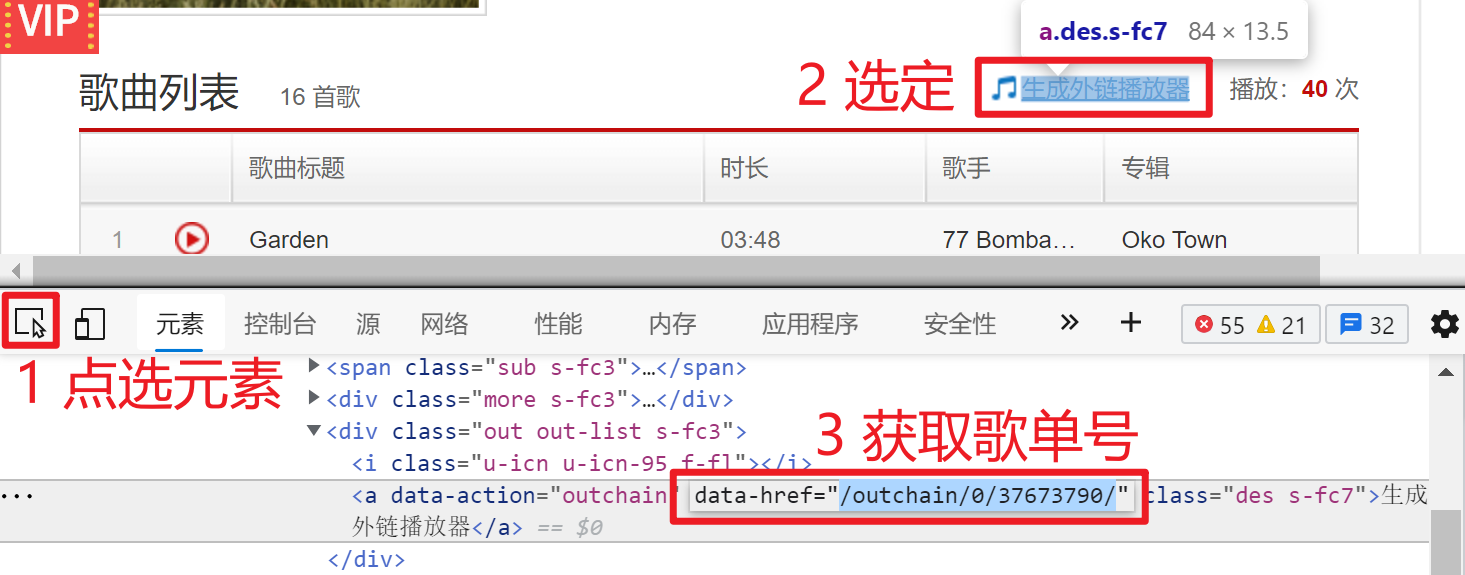 VIP
a.des.s-fc7 84 × 13.5
歌曲列表 16 首歌 2 选定 生成外链播放器 播放：40 次
歌曲标题 时长 歌手 专辑
1 Garden 03:48 77 Bomba… Oko Town
元素 控制台 源 网络 性能 内存 应用程序 安全性 55 21 32
1 点选元素
<span class="sub s-fc3">…</span>
<div class="more s-fc3">…</div>
<div class="out out-list s-fc3">
3 获取歌单号
<i class="u-icn u-icn-95 f-fl"></i>
<a data-action="outchain" data-href="/outchain/0/37673790/" class="des s-fc7">生成
外链播放器</a> == $0
</div>